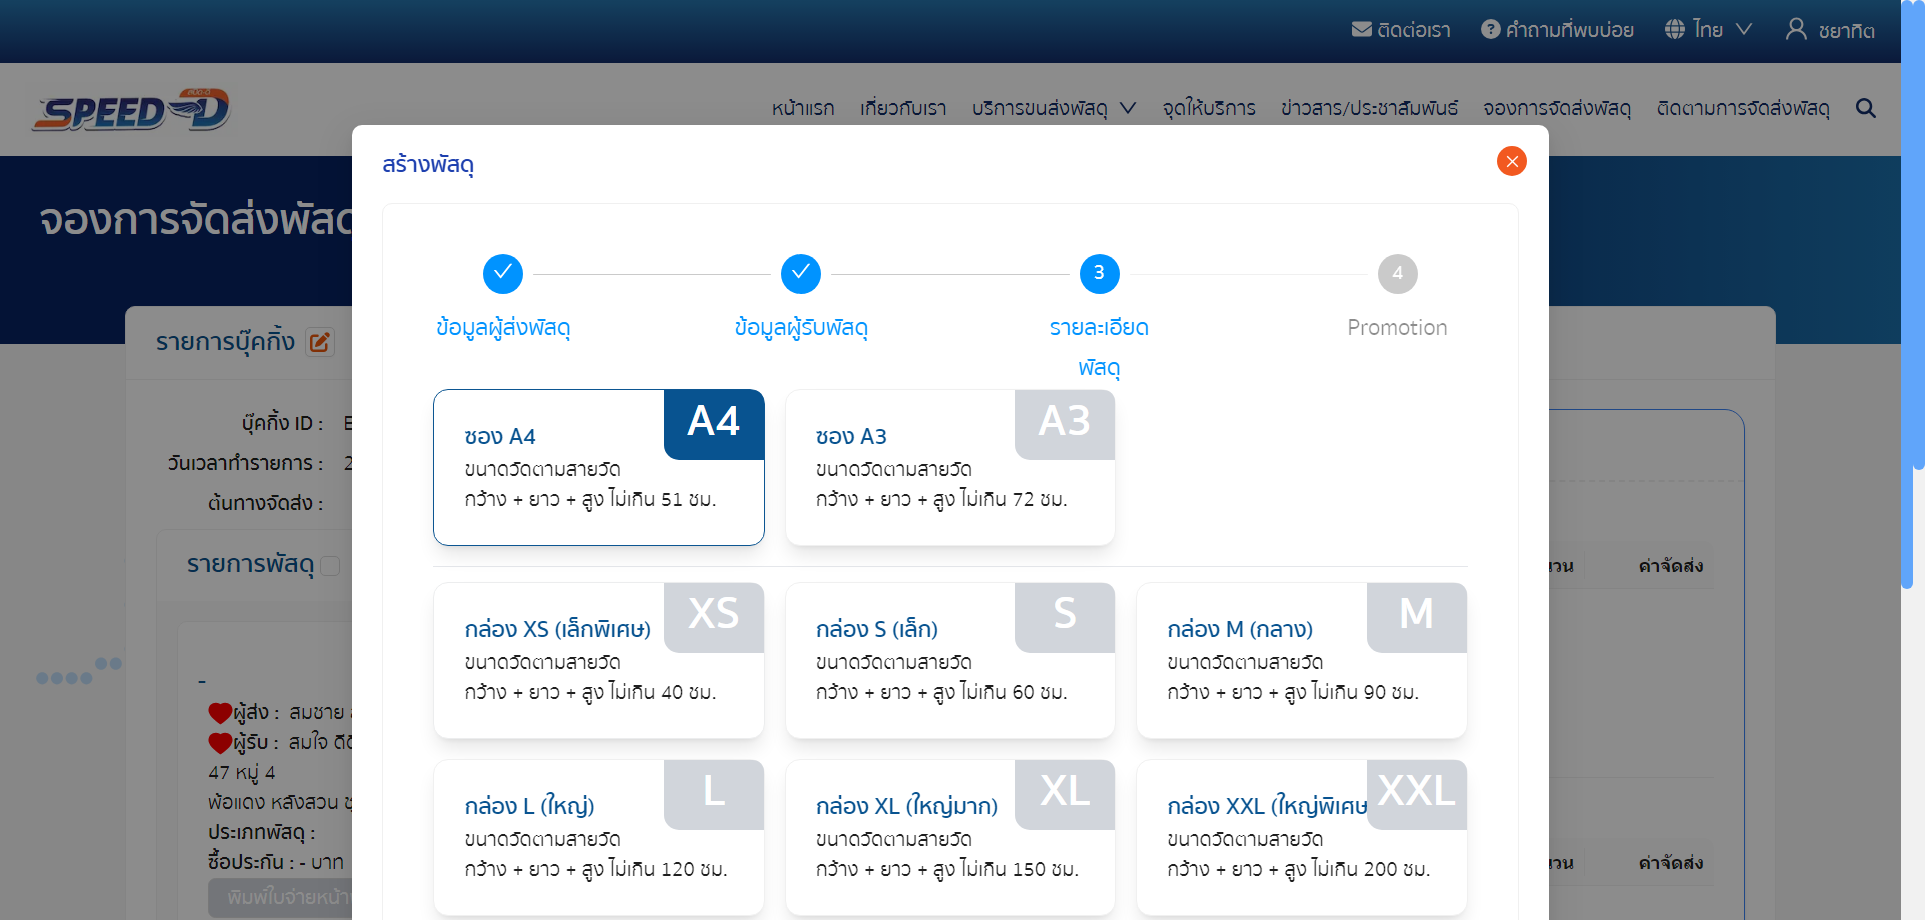 ติดต่อเรา คำถามที่พบบ่อย ไทย ชยาทิต
SPEED-D
หน้าแรก เกี่ยวกับเรา บริการขนส่งพัสดุ จุดให้บริการ ข่าวสาร/ประชาสัมพันธ์ จองการจัดส่งพัสดุ ติดตามการจัดส่งพัสดุ
สร้างพัสดุ
จองการจัดส่งพัสดุ
3 4
ข้อมูลผู้ส่งพัสดุ ข้อมูลผู้รับพัสดุ รายละเอียด Promotion
พัสดุ
รายการบุ๊คกิ้ง
บุ๊คกิ้ง ID :
วันเวลาทำรายการ : 2
ต้นทางจัดส่ง :
รายการพัสดุ
A4
ซอง A4
ขนาดวัดตามสายวัด
กว้าง + ยาว + สูง ไม่เกิน 51 ซม.
A3
ซอง A3
ขนาดวัดตามสายวัด
กว้าง + ยาว + สูง ไม่เกิน 72 ซม.
ค่าจัดส่ง
XS
กล่อง XS (เล็กพิเศษ)
ขนาดวัดตามสายวัด
กว้าง + ยาว + สูง ไม่เกิน 40 ซม.
S
กล่อง S (เล็ก)
ขนาดวัดตามสายวัด
กว้าง + ยาว + สูง ไม่เกิน 60 ซม.
M
กล่อง M (กลาง)
ขนาดวัดตามสายวัด
กว้าง + ยาว + สูง ไม่เกิน 90 ซม.
-
ผู้ส่ง : สมชาย
ผู้รับ : สมใจ ดี
47 หมู่ 4
พ้อแดง หลังสวน ชุ
ประเภทพัสดุ :
ซื้อประกัน : - บาท
พิมพ์ใบจ่ายหน้า
L
กล่อง L (ใหญ่)
ขนาดวัดตามสายวัด
กว้าง + ยาว + สูง ไม่เกิน 120 ซม.
XL
กล่อง XL (ใหญ่มาก)
ขนาดวัดตามสายวัด
กว้าง + ยาว + สูง ไม่เกิน 150 ซม.
XXL
กล่อง XXL (ใหญ่พิเศษ
ขนาดวัดตามสายวัด
กว้าง + ยาว + สูง ไม่เกิน 200 ซม.
ค่าจัดส่ง